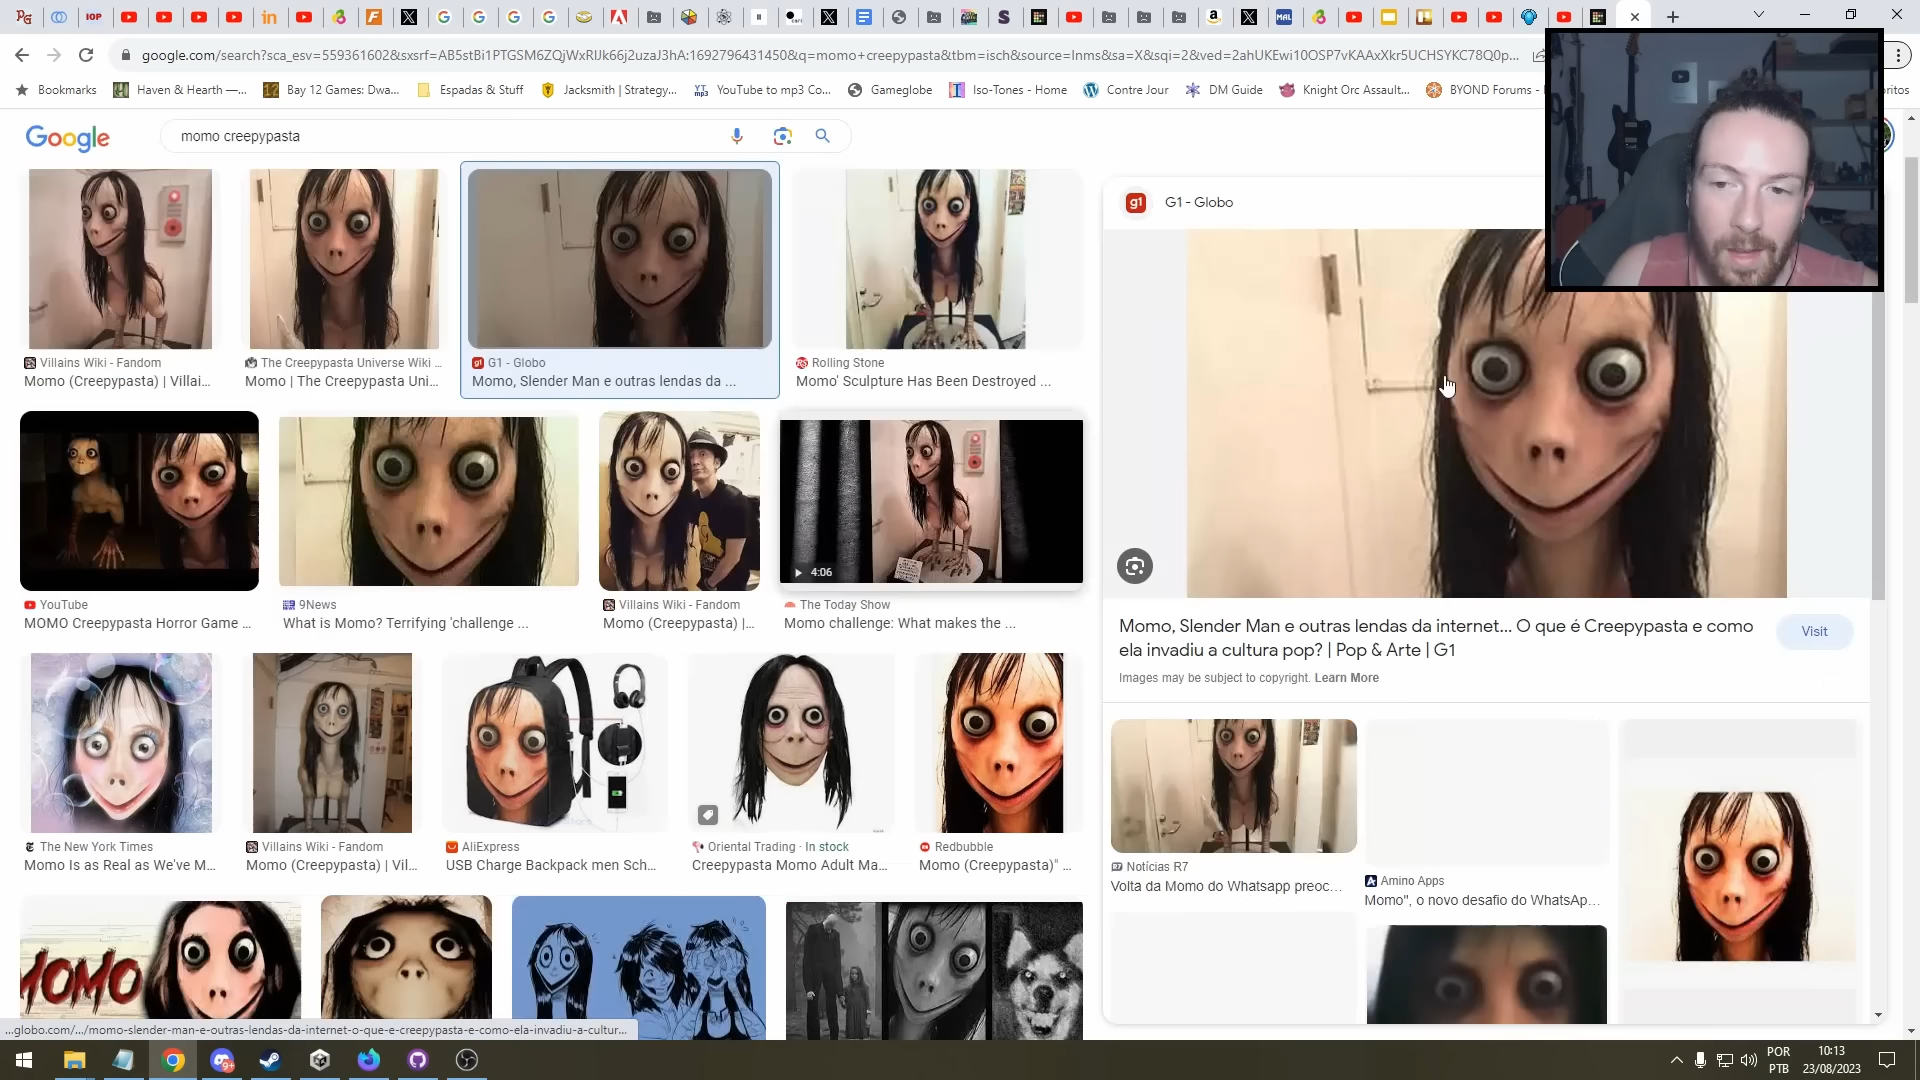 google.com/search?sca_esv=559361602&sxsrf=AB5stBi1PTGSM6ZQjWxRlJk66j2uzaJ3hA:1692796431450&q=momo+creepypasta&tbm=isch&source=lnms&sa=X&sqi=2&ved=2ahUKEwi10OSP7vKAAxXkr5UCHSYKC78Q0p...
Bookmarks
Haven & Hearth —...
Bay 12 Games: Dwa...
Espadas & Stuff
Jacksmith | Strategy...
YouTube to mp3 Co...
Gameglobe
Iso-Tones - Home
Contre Jour
DM Guide
Knight Orc Assault...
BYOND Forums -
Google
momo creepypasta
G1 - Globo
Villains Wiki - Fandom
Momo (Creepypasta) | Villai...
The Creepypasta Universe Wiki ...
Momo | The Creepypasta Uni...
G1 - Globo
Momo, Slender Man e outras lendas da ...
Rolling Stone
Momo' Sculpture Has Been Destroyed ...
4:06
YouTube
MOMO Creepypasta Horror Game ...
9News
What is Momo? Terrifying 'challenge ...
Villains Wiki - Fandom
Momo (Creepypasta) |...
The Today Show
Momo challenge: What makes the ...
Momo, Slender Man e outras lendas da internet... O que é Creepypasta e como
ela invadiu a cultura pop? | Pop & Arte | G1
Visit
Images may be subject to copyright. Learn More
The New York Times
Momo Is as Real as We've M...
Villains Wiki - Fandom
Momo (Creepypasta) | Vil...
AliExpress
USB Charge Backpack men Sch...
Oriental Trading · In stock
Creepypasta Momo Adult Ma...
Redbubble
Momo (Creepypasta)" ...
Notícias R7
Volta da Momo do Whatsapp preoc...
Amino Apps
Momo", o novo desafio do WhatsAp...
MOMO
...globo.com/.../momo-slender-man-e-outras-lendas-da-internet-o-que-e-creepypasta-e-como-ela-invadiu-a-cultur...
POR
PTB
10:13
23/08/2023